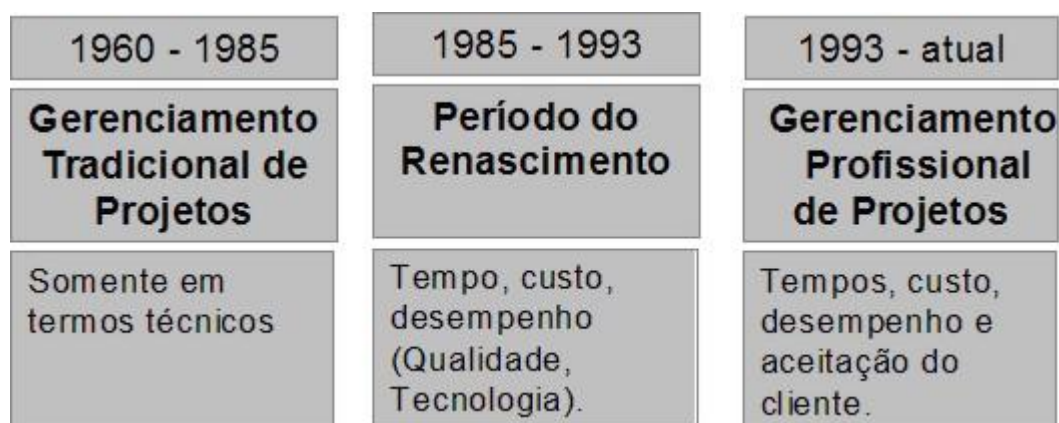 1960 - 1985
Gerenciamento
Tradicional de
Projetos
Somente em
termos técnicos
1985 - 1993
Período do
Renascimento
Tempo, custo,
desempenho
(Qualidade,
Tecnologia).
1993 - atual
Gerenciamento
Profissional
de Projetos
Tempos, custo,
desempenho e
aceitação do
cliente.